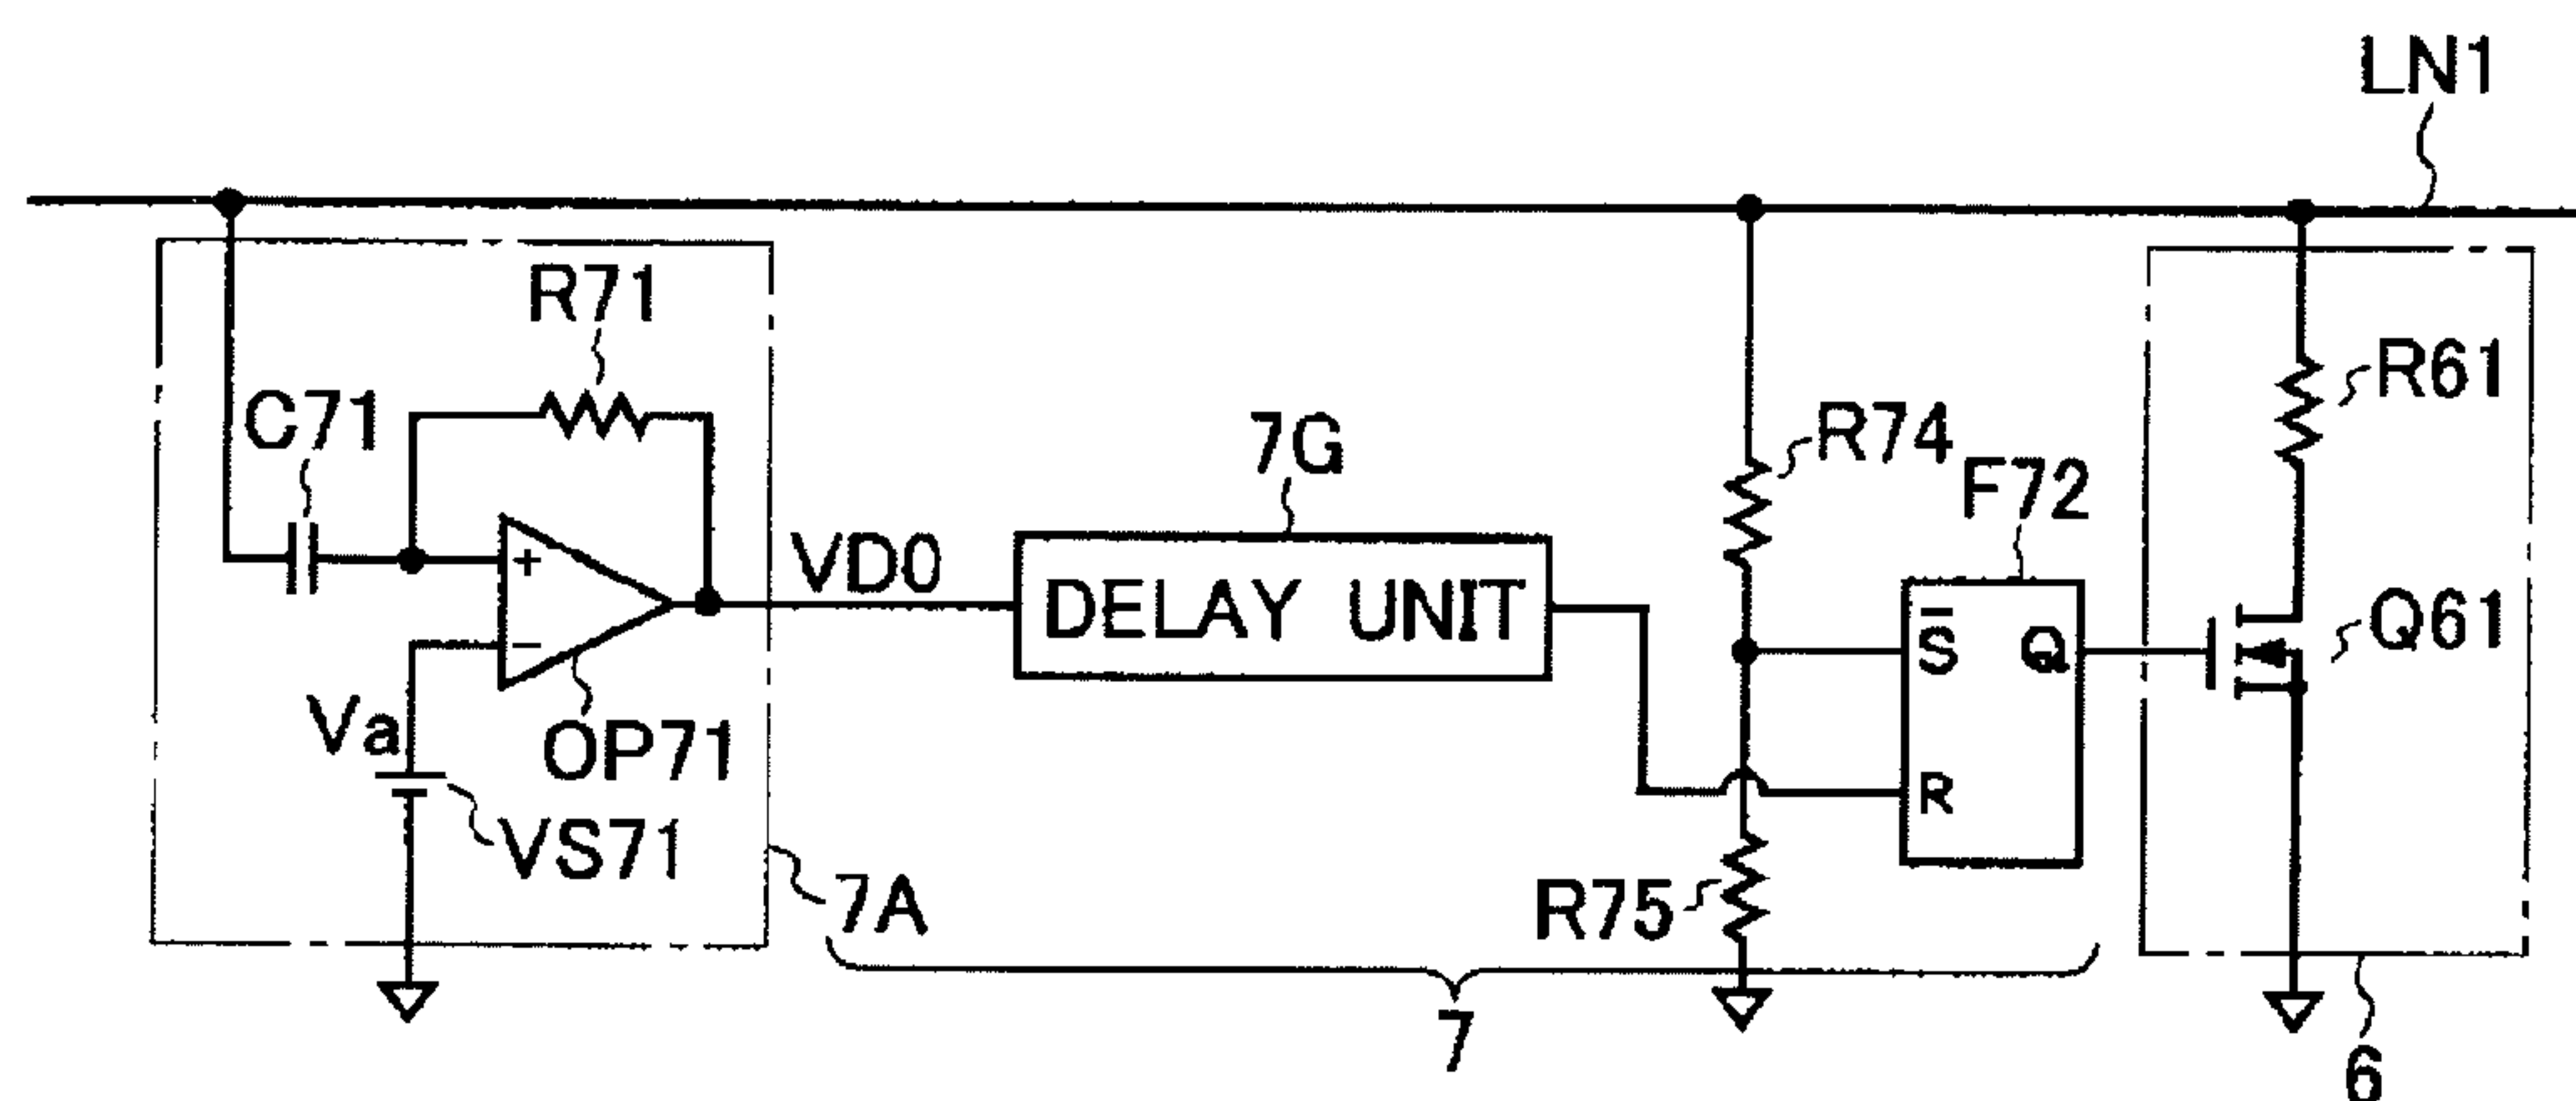 LN1
R71
C71
R61
R74
7G
F72
VD0
DELAY UNIT
+
−
S̅
Q
R
Q61
Va
OP71
VS71
7A
R75
7
6